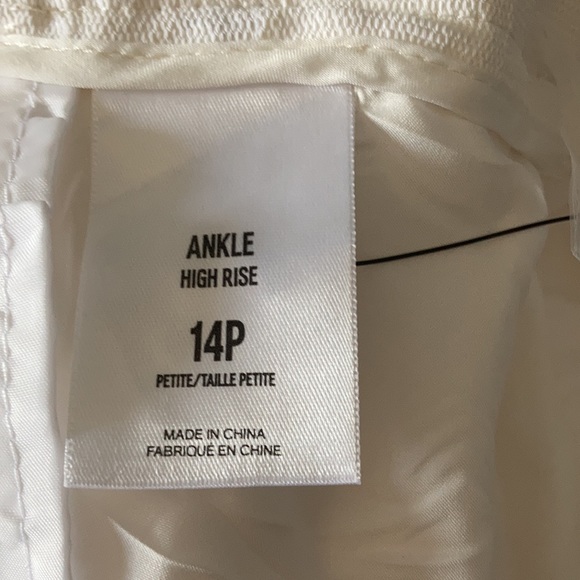 ANKLE
HIGH RISE
14P
PETITE/TAILLE PETITE
MADE IN CHINA
FABRIQUÉ EN CHINE